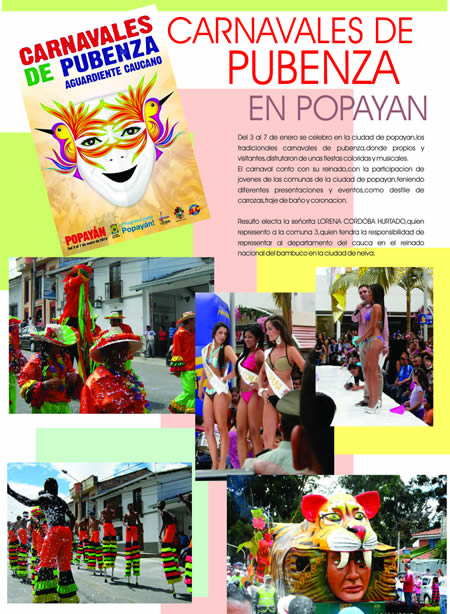 CARNAVALES
DE PUBENZA
AGUARDIENTE CAUCANO
POPAYÁN
Popayán!
CARNAVALES DE
PUBENZA
EN POPAYAN
Del 3 al 7 de enero se celebro en la ciudad de popayan,los
tradicionales carnavales de pubenza,donde propios y
visitantes,disfrutaron de unas fiestas coloridas y musicales.
El carnaval conto con su reinado,con la participacion de
jovenes de las comunas de la ciudad de popayan,teniendo
diferentes presentaciones y eventos,como desfile de
carrozas,traje de baño y coronacion.
Resulto electa la señorita LORENA CORDOBA HURTADO,quien
represento a la comuna 3,quien tendra la responsabilidad de
representar al departamento del cauca en el reinado
nacional del bambuco en la ciudad de neiva.